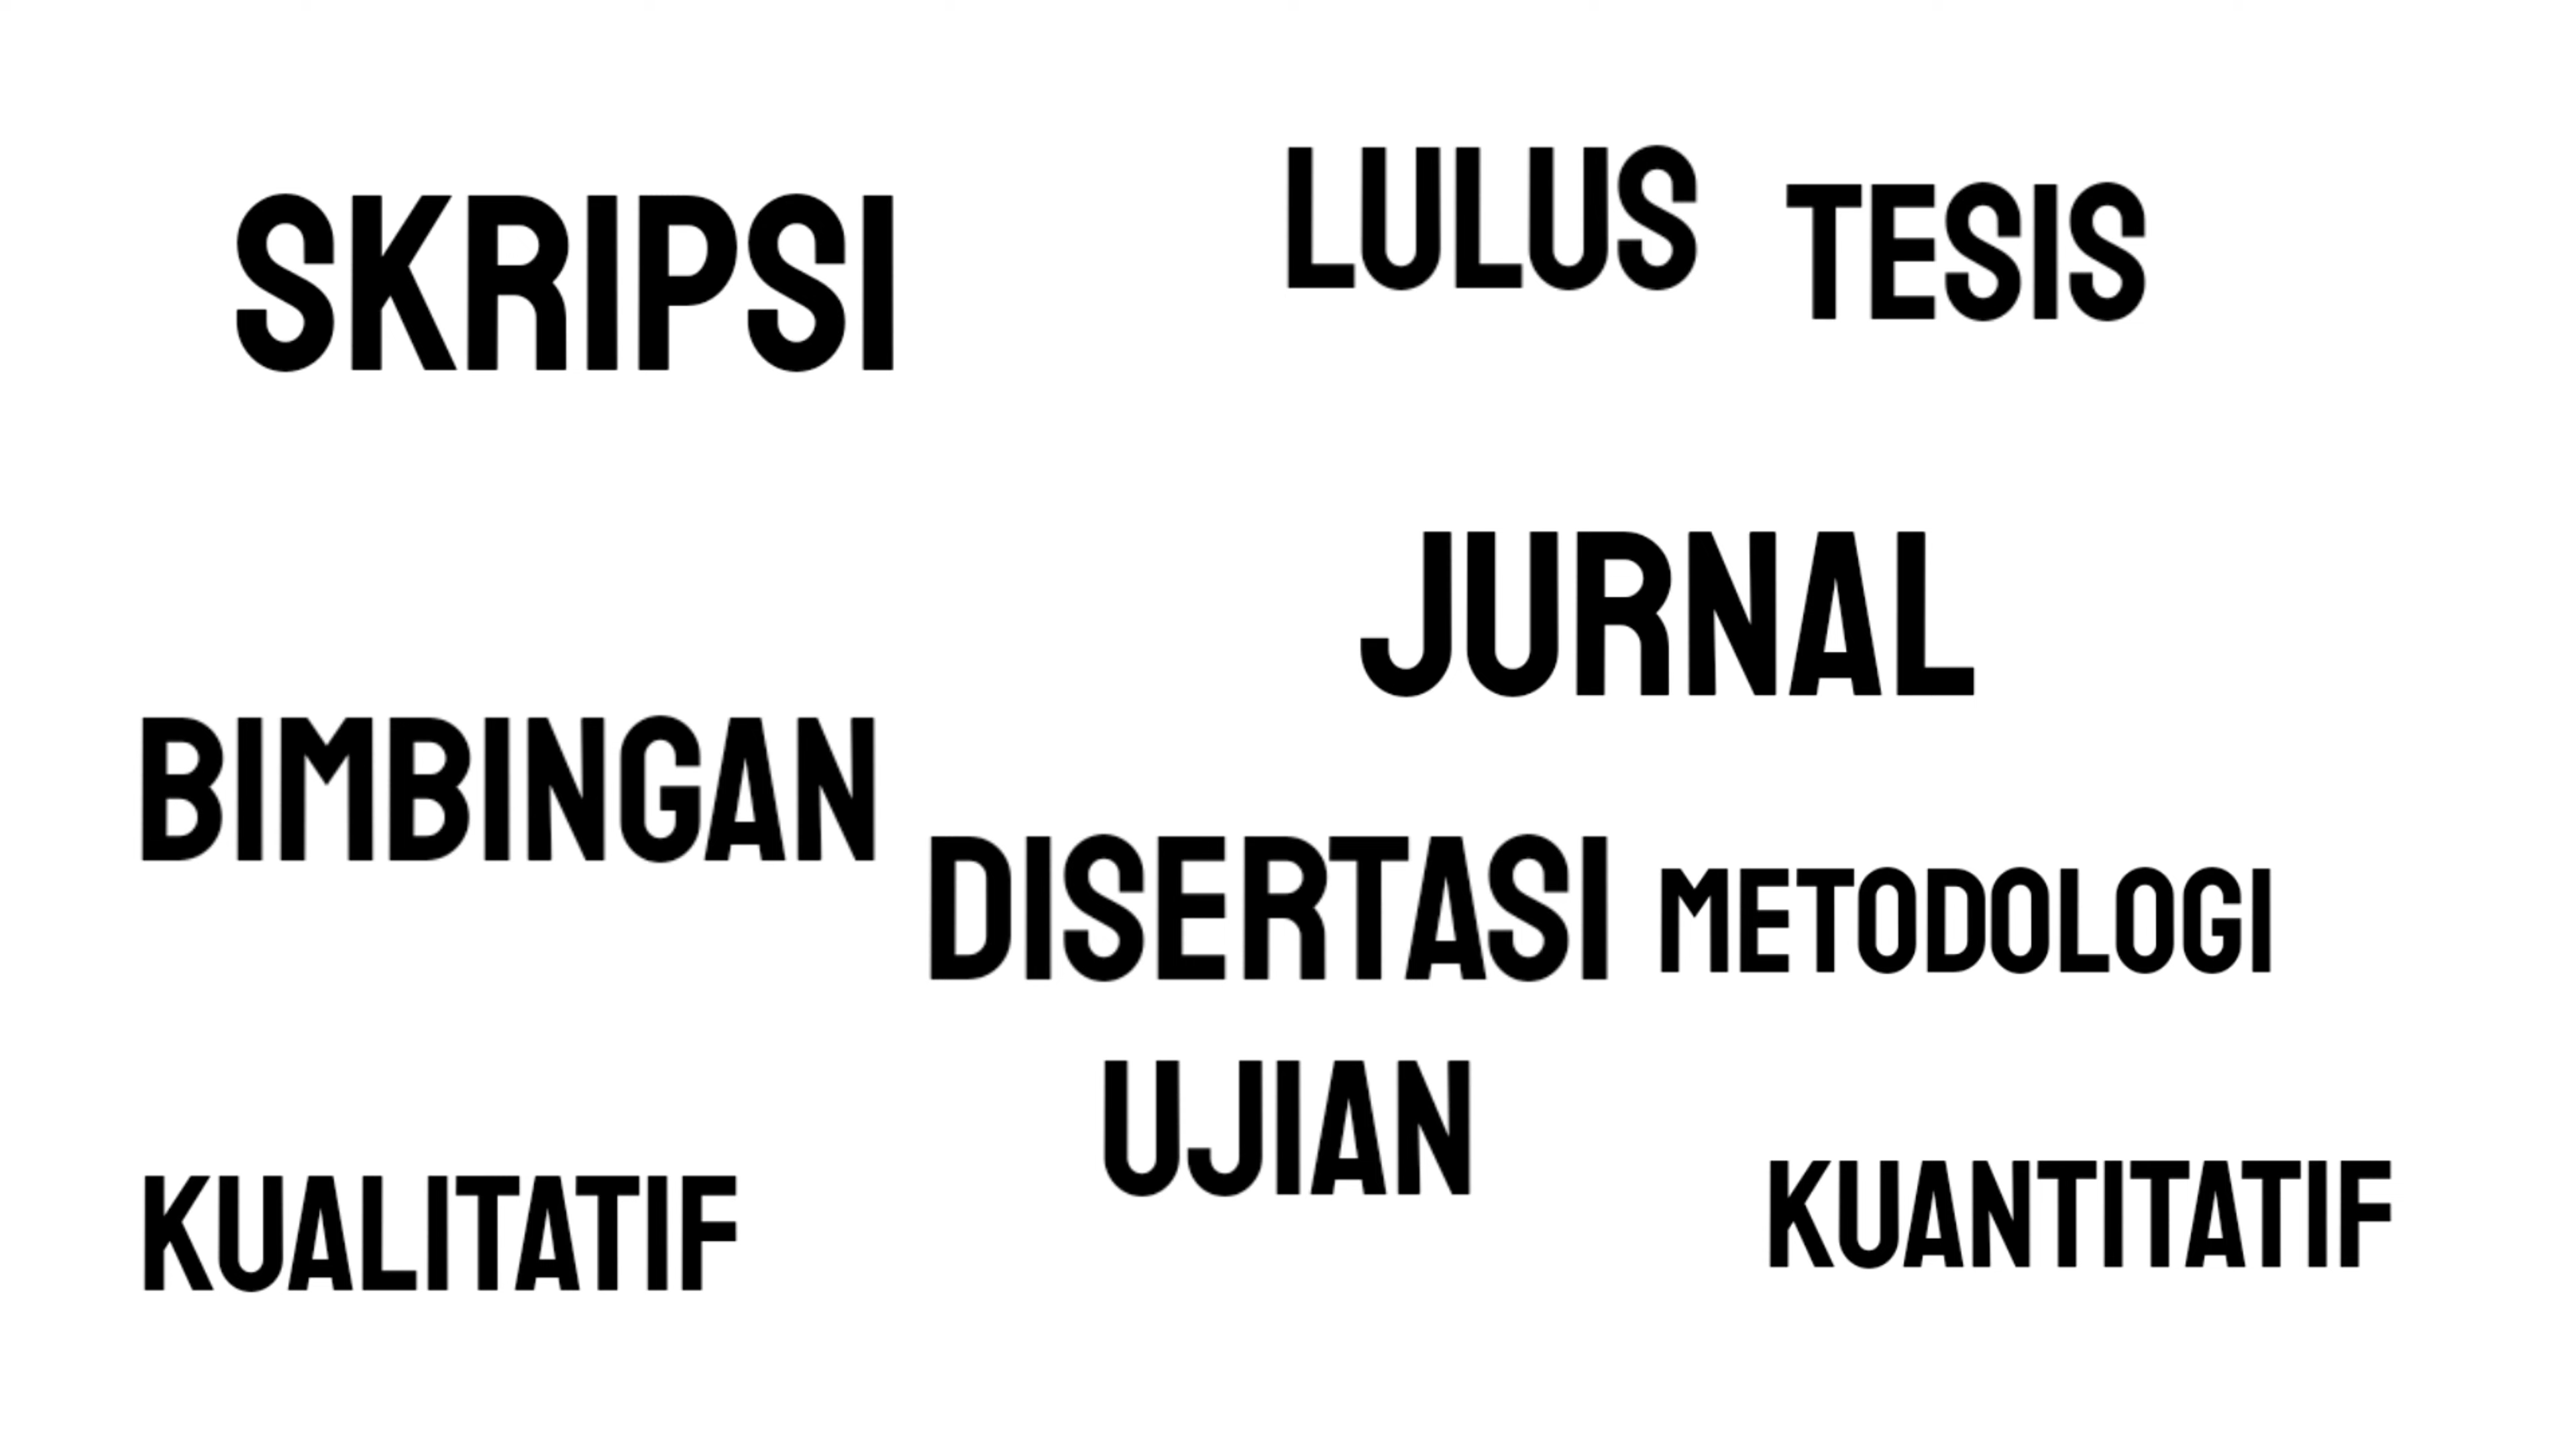 SKRIPSI
LULUS
TESIS
JURNAL
BIMBINGAN
DISERTASI
METODOLOGI
UJIAN
KUALITATIF
KUANTITATIF